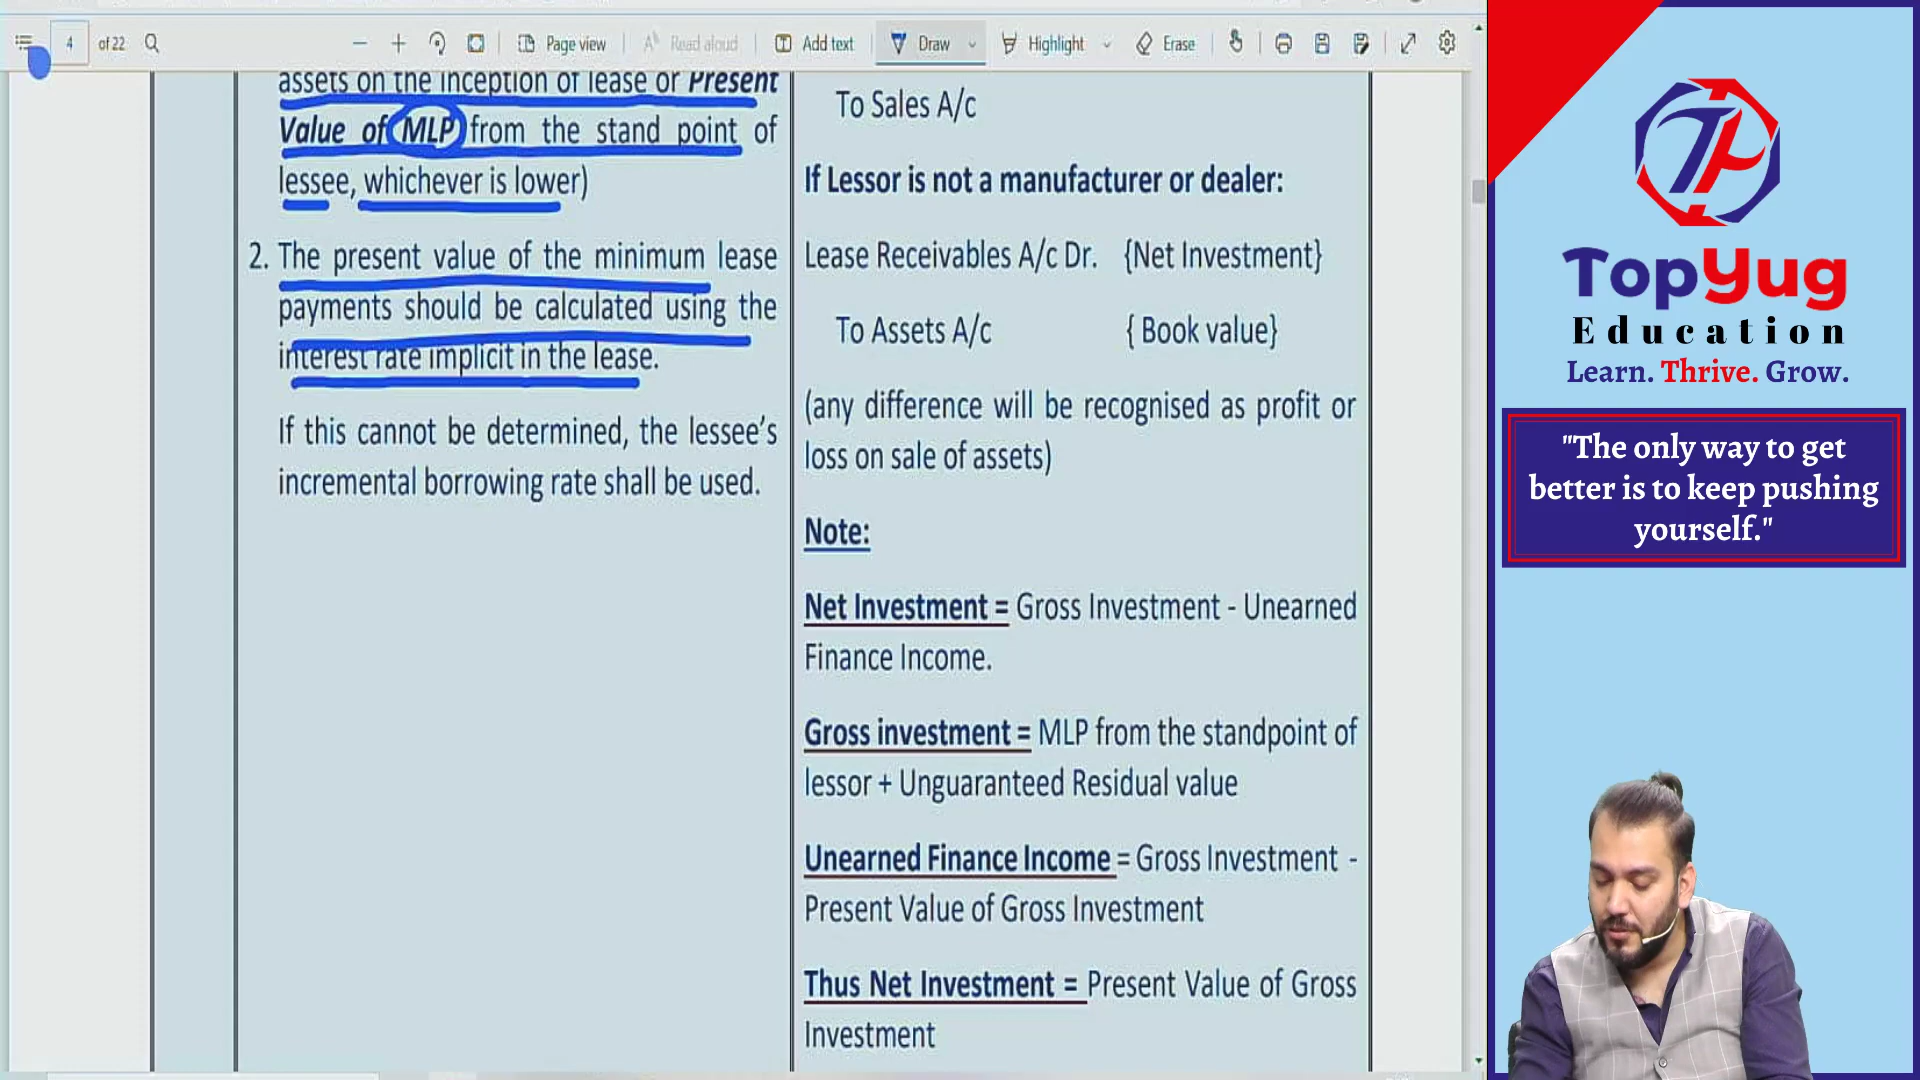 4 of 22
Page view
Read aloud
Add text
Draw
Highlight
Erase
assets on the inception of lease or Present
Value of MLP from the stand point of
lessee, whichever is lower)
2. The present value of the minimum lease
payments should be calculated using the
interest rate implicit in the lease.
If this cannot be determined, the lessee's
incremental borrowing rate shall be used.
To Sales A/c
If Lessor is not a manufacturer or dealer:
Lease Receivables A/c Dr. {Net Investment}
To Assets A/c { Book value}
(any difference will be recognised as profit or
loss on sale of assets)
Note:
Net Investment = Gross Investment - Unearned
Finance Income.
Gross investment = MLP from the standpoint of
lessor + Unguaranteed Residual value
Unearned Finance Income = Gross Investment -
Present Value of Gross Investment
Thus Net Investment = Present Value of Gross
Investment
TopYug
Education
Learn. Thrive. Grow.
"The only way to get
better is to keep pushing
yourself."